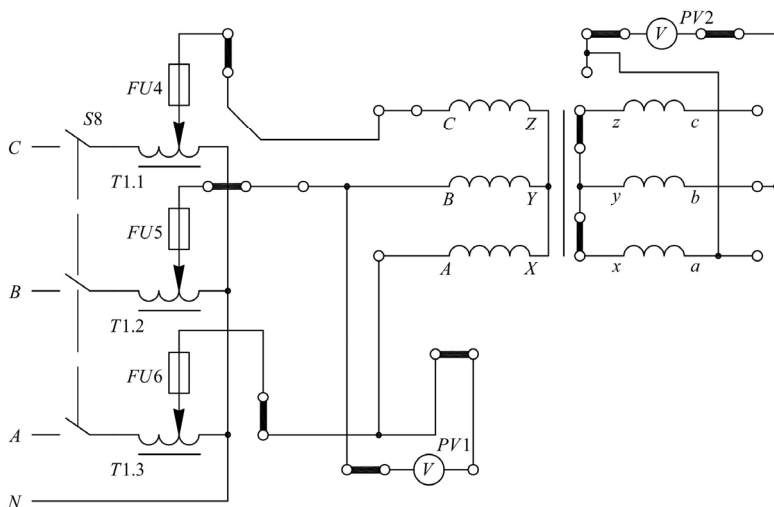 PV2
V
FU4
S8
C
C Z
z c
T1.1
B Y
y b
FU5
A X
x a
B
T1.2
FU6
A
PV1
V
T1.3
N